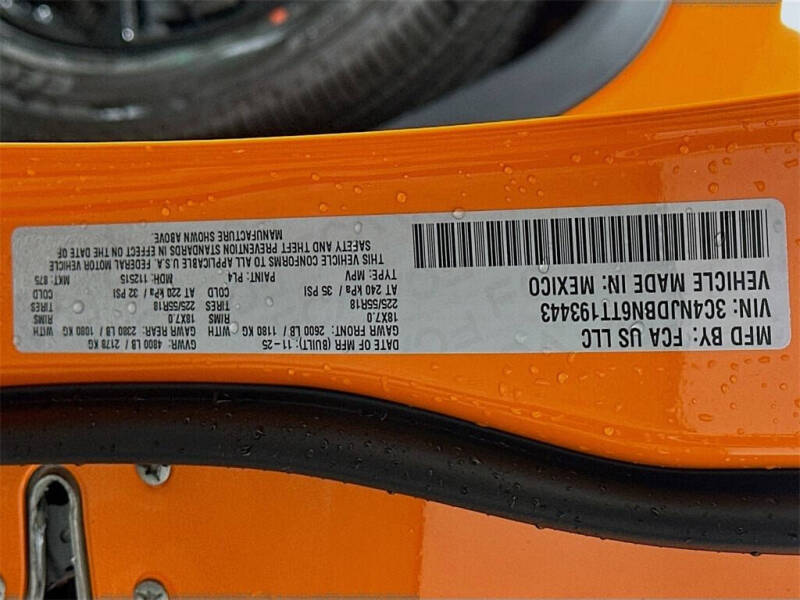 MFD BY: FCA US LLC
VIN: 3C4NJDBN6TT193443
VEHICLE MADE IN: MEXICO
DATE OF MFR (BUILT): 11-25 GVWR: 4800 LB / 2178 KG
GAWR FRONT: 2600 LB / 1180 KG WITH GAWR REAR: 2380 LB / 1080 KG WITH
18X7.0 RIMS 18X7.0 RIMS
225/55R18 TIRES 225/55R18 TIRES
AT 240 kPa / 35 PSI COLD AT 220 kPa / 32 PSI COLD
TYPE: MPV PAINT: PL4 MDH: 112515 MKT: 875
THIS VEHICLE CONFORMS TO ALL APPLICABLE U.S.A. FEDERAL MOTOR VEHICLE
SAFETY AND THEFT PREVENTION STANDARDS IN EFFECT ON THE DATE OF
MANUFACTURE SHOWN ABOVE.